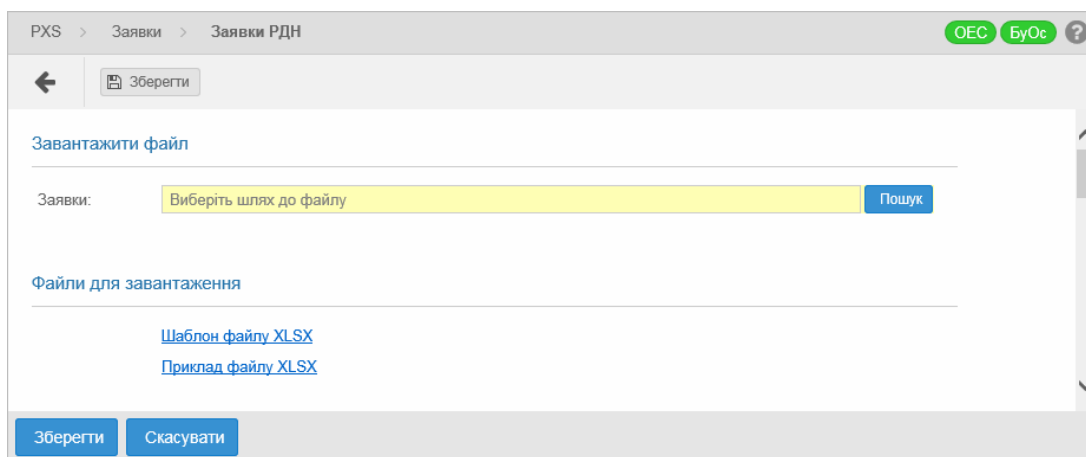 PXS > Заявки > Заявки РДН ОЕС БуОс ?
Зберегти
Завантажити файл
Заявки: Виберіть шлях до файлу Пошук
Файли для завантаження
Шаблон файлу XLSX
Приклад файлу XLSX
Зберегти Скасувати